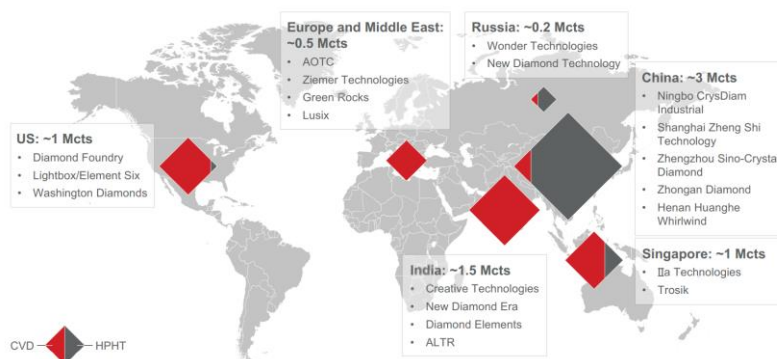 Europe and Middle East:
~0.5 Mcts
• AOTC
• Ziemer Technologies
• Green Rocks
• Lusix
Russia: ~0.2 Mcts
• Wonder Technologies
• New Diamond Technology
China: ~3 Mcts
• Ningbo CrysDiam
Industrial
• Shanghai Zheng Shi
Technology
• Zhengzhou Sino-Crysta
Diamond
• Zhongan Diamond
• Henan Huanghe
Whirlwind
US: ~1 Mcts
• Diamond Foundry
• Lightbox/Element Six
• Washington Diamonds
India: ~1.5 Mcts
• Creative Technologies
• New Diamond Era
• Diamond Elements
• ALTR
Singapore: ~1 Mcts
• IIa Technologies
• Trosik
CVD
HPHT